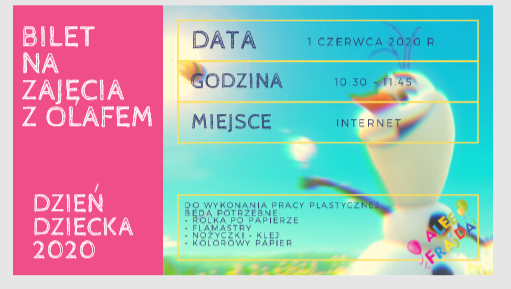 BILET
NA
ZAJĘCIA
Z OLAFEM
DZIEŃ
DZIECKA
2020
DATA 1 CZERWCA 2020 R.
GODZINA 10:30 - 11:45
MIEJSCE INTERNET
DO WYKONANIA PRACY PLASTYCZNEJ
BĘDĄ POTRZEBNE:
• ROLKA PO PAPIERZE
• FLAMASTRY
• NOŻYCZKI • KLEJ
• KOLOROWY PAPIER
ALEE
FRAJDA